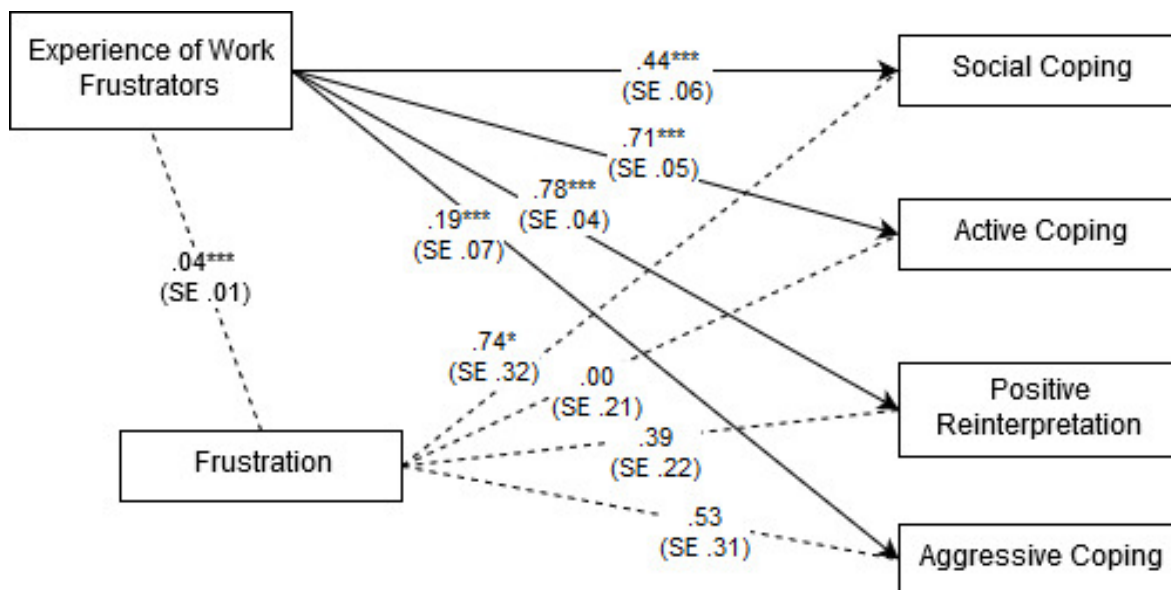 Experience of Work
Frustrators
.44***
(SE .06)
Social Coping
.71***
(SE .05)
.78***
(SE .04)
.19***
(SE .07)
Active Coping
.04***
(SE .01)
.74*
(SE .32)
.00
(SE .21)
Positive
Reinterpretation
.39
(SE .22)
Frustration
.53
(SE .31)
Aggressive Coping